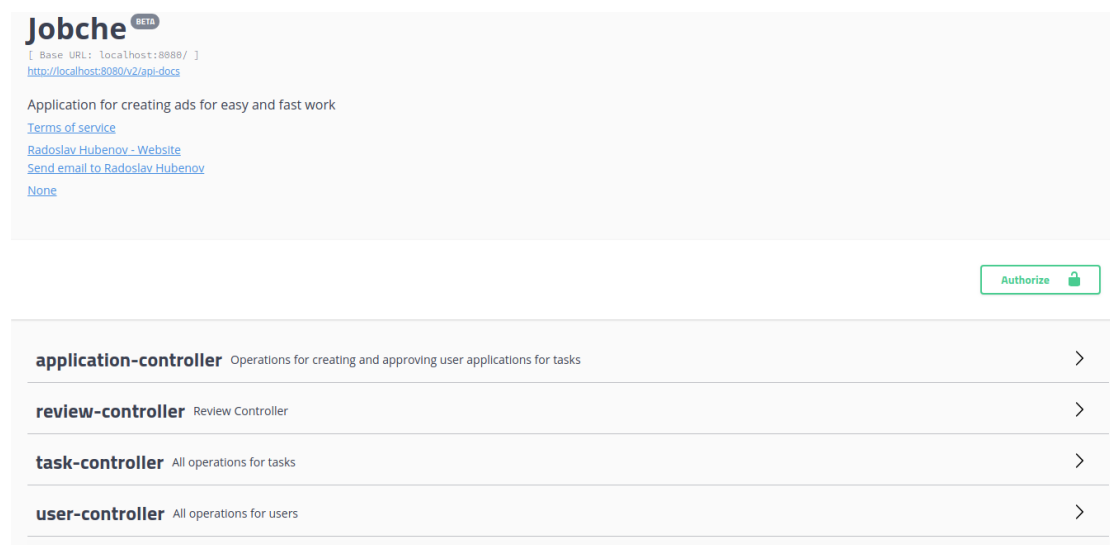 Jobche BETA
[ Base URL: localhost:8080/ ]
http://localhost:8080/v2/api-docs
Application for creating ads for easy and fast work
Terms of service
Radoslav Hubenov - Website
Send email to Radoslav Hubenov
None
Authorize
application-controller Operations for creating and approving user applications for tasks
review-controller Review Controller
task-controller All operations for tasks
user-controller All operations for users